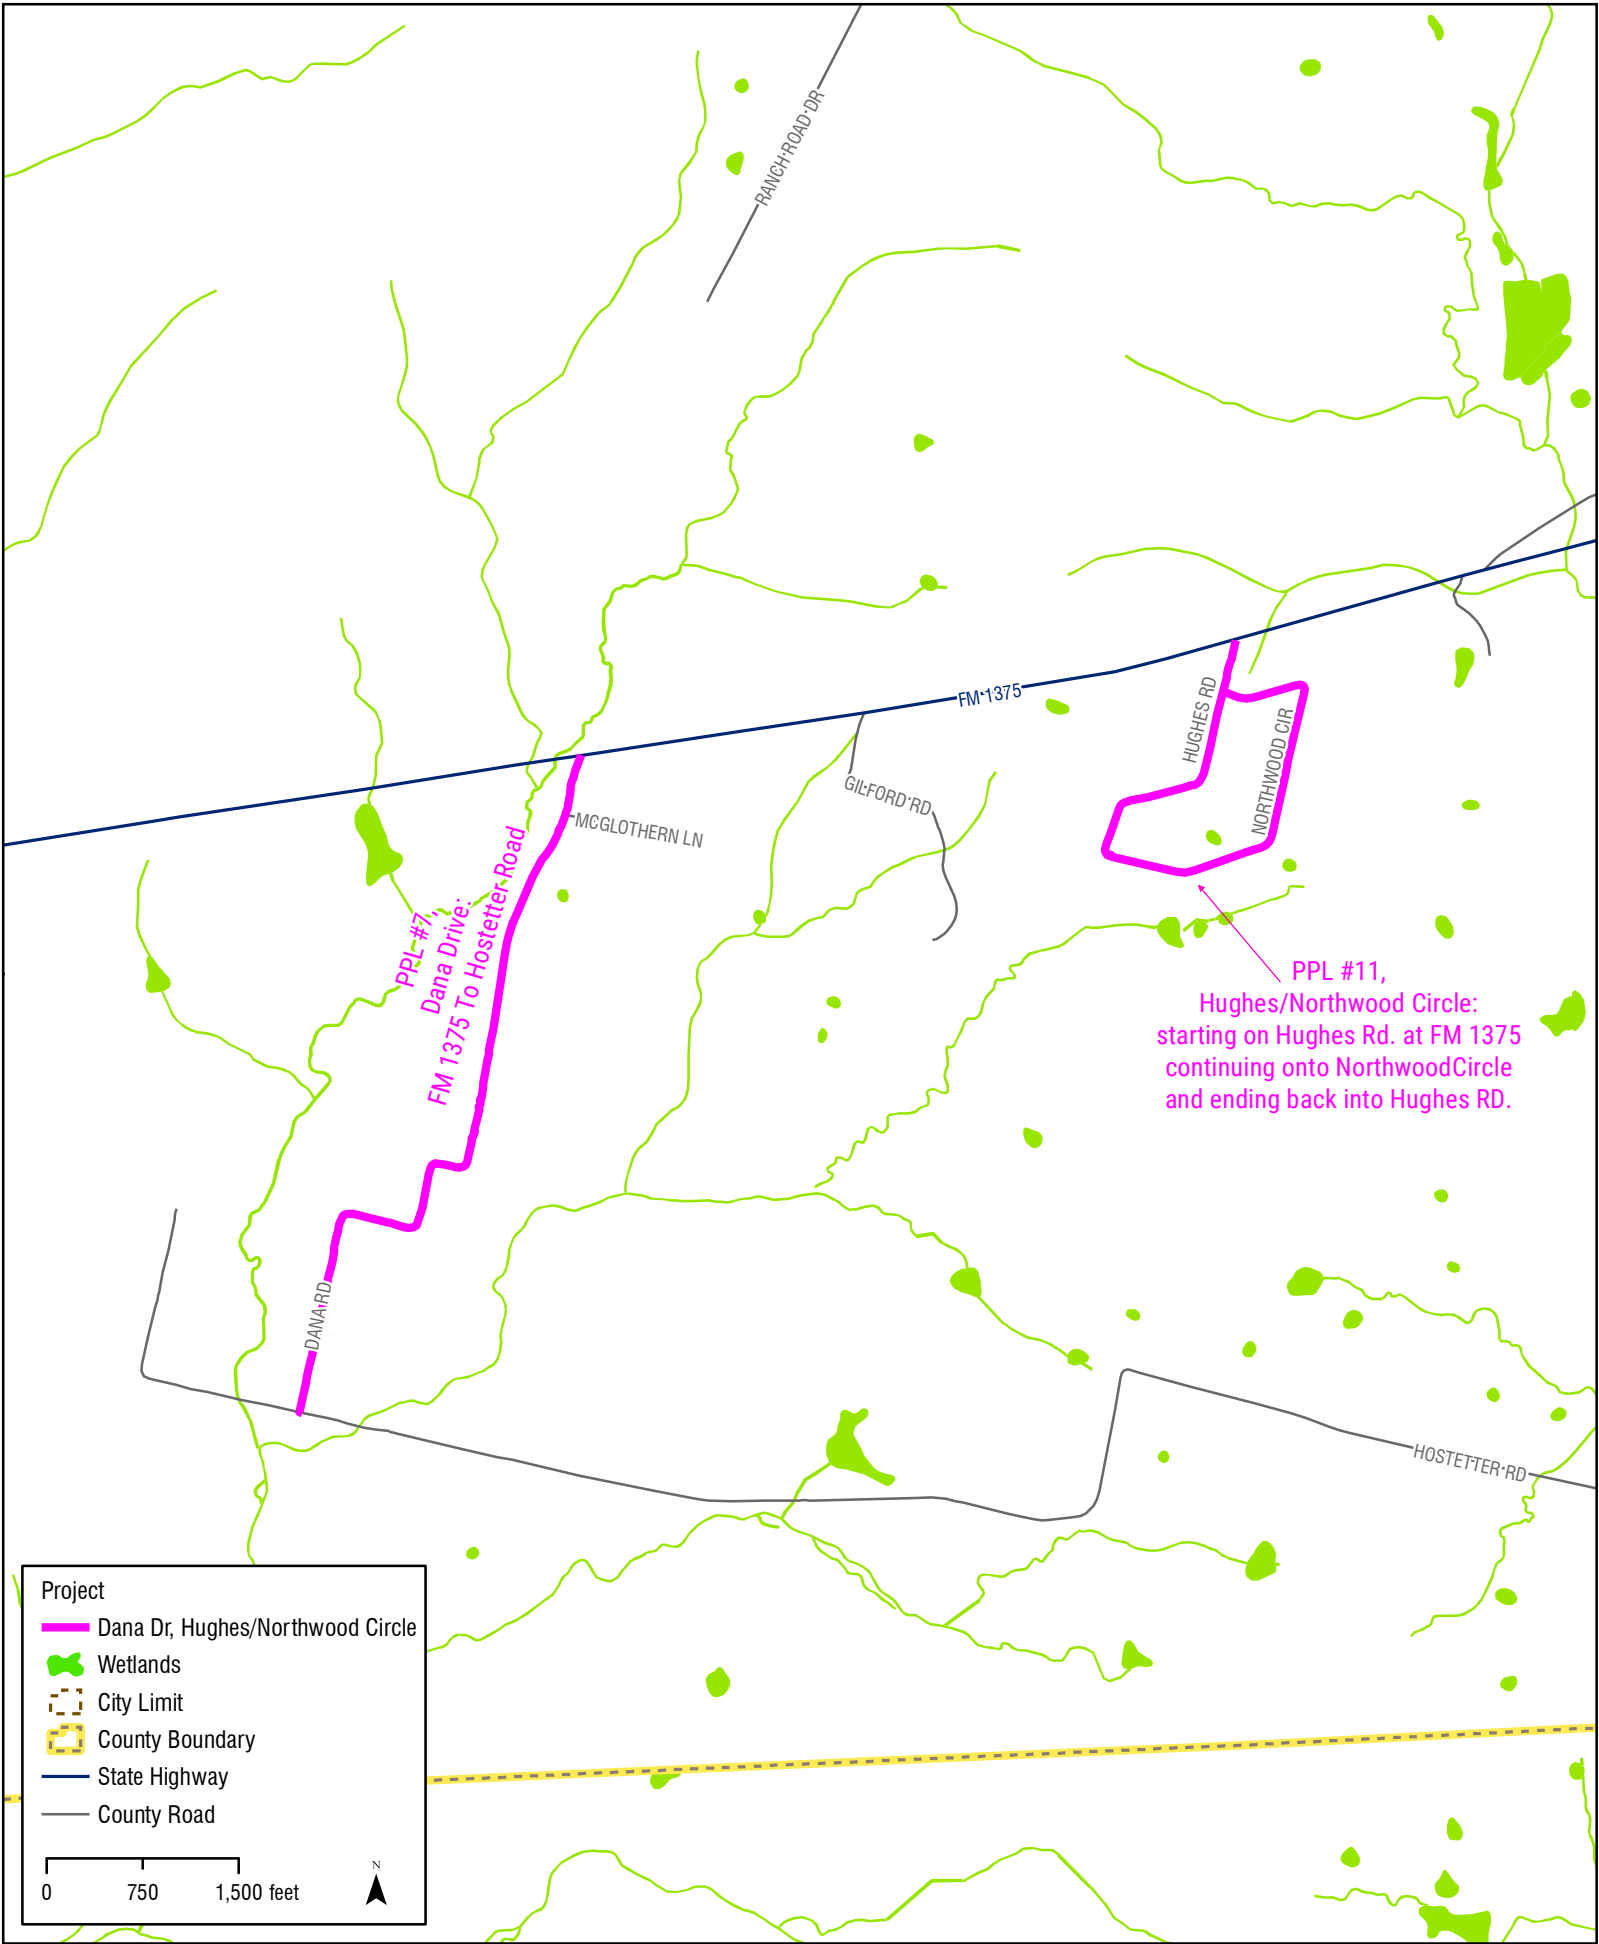 RANCH ROAD DR
FM 1375
HUGHES RD
NORTHWOOD CIR
GILFORD RD
MCGLOTHERN LN
PPL #7,
Dana Drive:
FM 1375 To Hostetter Road
PPL #11,
Hughes/Northwood Circle:
starting on Hughes Rd. at FM 1375
continuing onto NorthwoodCircle
and ending back into Hughes RD.
DANA RD
HOSTETTER RD
Project
Dana Dr, Hughes/Northwood Circle
Wetlands
City Limit
County Boundary
State Highway
County Road
N
0 750 1,500 feet